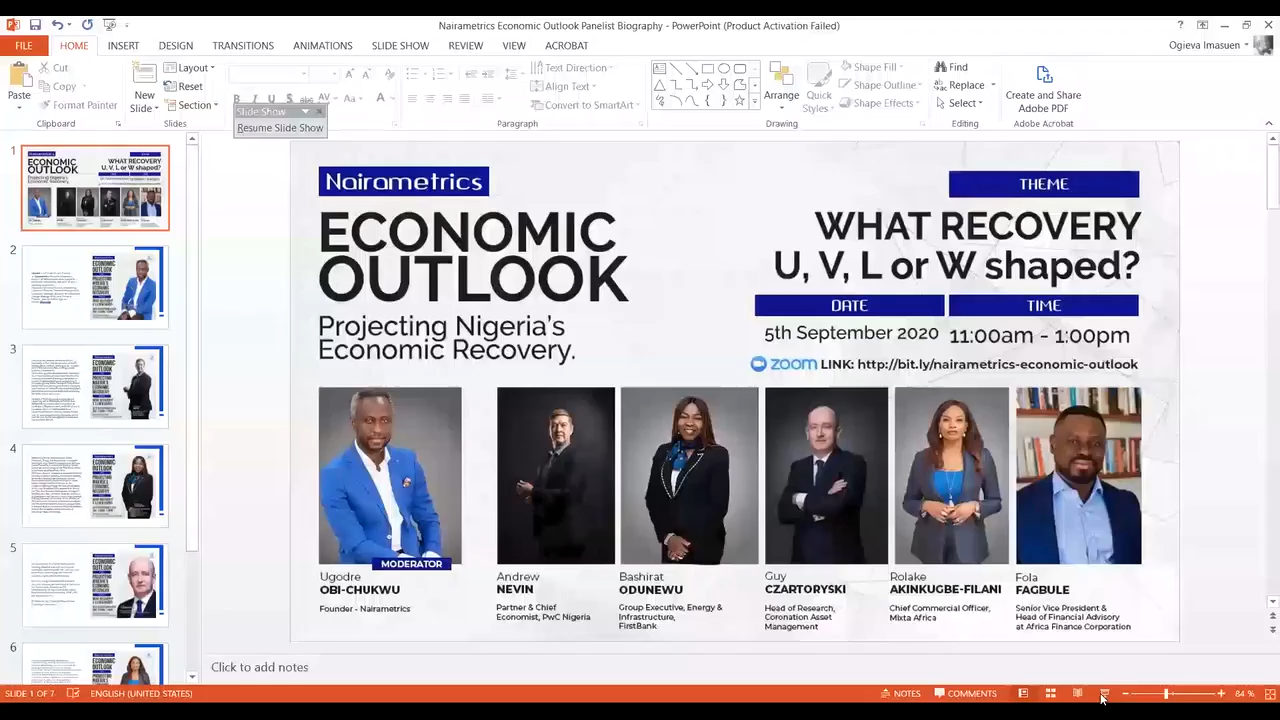 Nairametrics Economic Outlook Panelist Biography - PowerPoint (Product Activation Failed)
FILE HOME INSERT DESIGN TRANSITIONS ANIMATIONS SLIDE SHOW REVIEW VIEW ACROBAT
Ogieva Imasuen
Paste
Cut
Copy
Format Painter
Clipboard
New
Slide
Layout
Reset
Section
Slides
Slide Show
Resume Slide Show
Text Direction
Align Text
Convert to SmartArt
Paragraph
Arrange
Quick
Styles
Shape Fill
Shape Outline
Shape Effects
Drawing
Find
Replace
Select
Editing
Create and Share
Adobe PDF
Adobe Acrobat
1
2
3
4
5
6
Nairametrics
ECONOMIC
OUTLOOK
Projecting Nigeria's
Economic Recovery.
THEME
WHAT RECOVERY
U, V, L or W shaped?
DATE TIME
5th September 2020 11:00am - 1:00pm
zoom LINK: http://bit.ly/nairametrics-economic-outlook
MODERATOR
Ugodre
OBI-CHUKWU
Founder - Nairametrics
Andrew
NEVIN
Partner & Chief
Economist, PwC Nigeria
Bashirat
ODUNEWU
Group Executive, Energy &
Infrastructure,
FirstBank
Guy
CZARTORYSKI
Head of Research,
Coronation Asset
Management
Rolake
AKINKUGBE-FILANI
Chief Commercial Officer,
Mixta Africa
Fola
FAGBULE
Senior Vice President &
Head of Financial Advisory
at Africa Finance Corporation
Click to add notes
SLIDE 1 OF 7 ENGLISH (UNITED STATES) NOTES COMMENTS 84 %